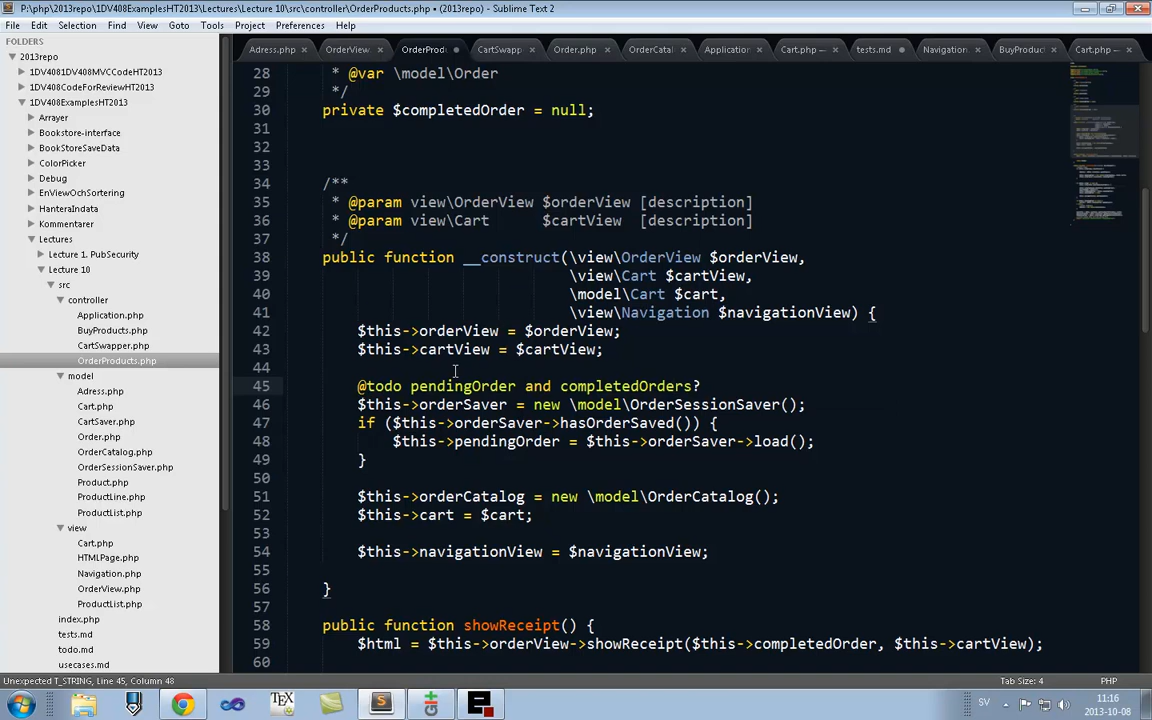 P:\php\2013repo\1DV408ExamplesHT2013\Lectures\Lecture 10\src\controller\OrderProducts.php • (2013repo) - Sublime Text 2
File Edit Selection Find View Goto Tools Project Preferences Help
FOLDERS
2013repo
1DV4081DV408MVCCodeHT2013
1DV408CodeForReviewHT2013
1DV408ExamplesHT2013
Arrayer
Bookstore-interface
BookStoreSaveData
ColorPicker
Debug
EnViewOchSortering
HanteraIndata
Kommentarer
Lectures
Lecture 1. PubSecurity
Lecture 10
src
controller
Application.php
BuyProducts.php
CartSwapper.php
OrderProducts.php
model
Adress.php
Cart.php
CartSaver.php
Order.php
OrderCatalog.php
OrderSessionSaver.php
Product.php
ProductLine.php
ProductList.php
view
Cart.php
HTMLPage.php
Navigation.php
OrderView.php
ProductList.php
index.php
tests.md
todo.md
usecases.md
Adress.php × OrderView × OrderProd • CartSwapp × Order.php × OrderCatal × Application × Cart.php — × tests.md • Navigation. × BuyProduct × Cart.php — ×
28 * @var \model\Order
29 */
30 private $completedOrder = null;
31
32
33
34 /**
35 * @param view\OrderView $orderView [description]
36 * @param view\Cart $cartView [description]
37 */
38 public function __construct(\view\OrderView $orderView,
39 \view\Cart $cartView,
40 \model\Cart $cart,
41 \view\Navigation $navigationView) {
42 $this->orderView = $orderView;
43 $this->cartView = $cartView;
44
45 @todo pendingOrder and completedOrders?
46 $this->orderSaver = new \model\OrderSessionSaver();
47 if ($this->orderSaver->hasOrderSaved()) {
48 $this->pendingOrder = $this->orderSaver->load();
49 }
50
51 $this->orderCatalog = new \model\OrderCatalog();
52 $this->cart = $cart;
53
54 $this->navigationView = $navigationView;
55
56 }
57
58 public function showReceipt() {
59 $html = $this->orderView->showReceipt($this->completedOrder, $this->cartView);
60
Unexpected T_STRING, Line 45, Column 48 Tab Size: 4 PHP
SV 11:16
2013-10-08